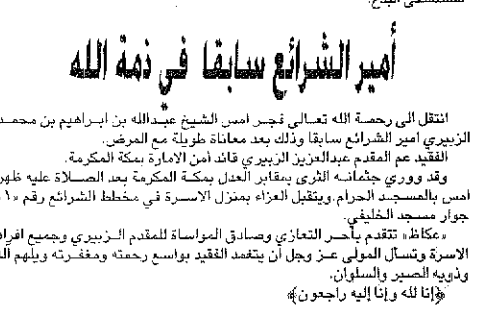 أمير الشرائع سابقا في ذمة الله
انتقل الى رحمة الله تعالى فجر امس الشيخ عبدالله بن ابراهيم بن محمد
الزبيري امير الشرائع سابقا وذلك بعد معاناة طويلة مع المرض.
الفقيد عم المقدم عبدالعزيز الزبيري قائد أمن الامارة بمكة المكرمة.
وقد ووري جثمانه الثرى بمقابر العدل بمكة المكرمة بعد الصلاة عليه ظهر
امس بالمسجد الحرام.ويتقبل العزاء بمنزل الاسرة في مخطط الشرائع رقم
جوار مسجد الخليفي.
«عكاظ» تتقدم بأحر التعازي وصادق المواساة للمقدم الزبيري وجميع افراد
الاسرة وتسأل المولى عز وجل أن يتغمد الفقيد بواسع رحمته ومغفرته ويلهم
وذويه الصبر والسلوان.
﴿إنا لله وإنا إليه راجعون﴾